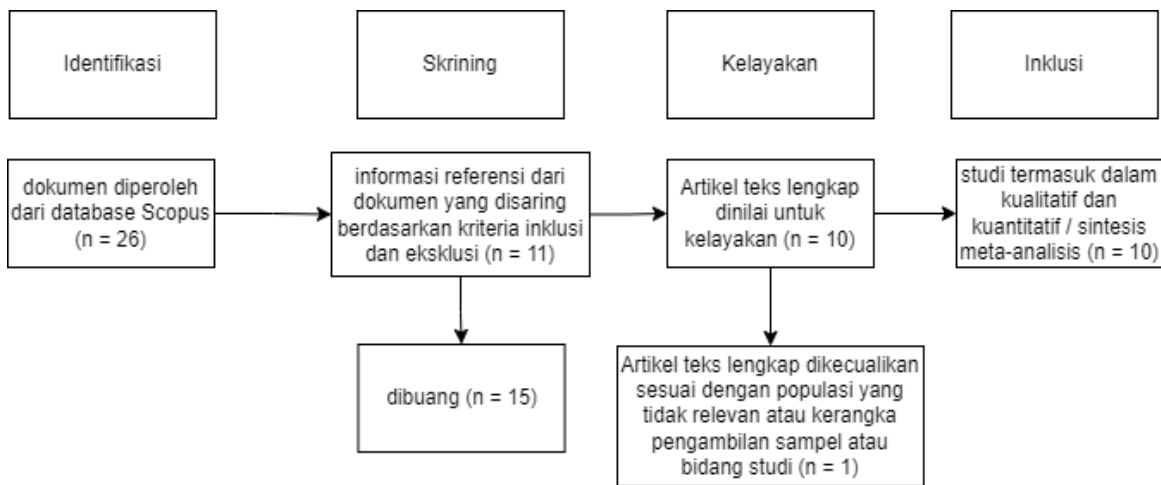 Identifikasi
Skrining
Kelayakan
Inklusi
dokumen diperoleh
dari database Scopus
(n = 26)
informasi referensi dari
dokumen yang disaring
berdasarkan kriteria inklusi
dan eksklusi (n = 11)
Artikel teks lengkap
dinilai untuk
kelayakan (n = 10)
studi termasuk dalam
kualitatif dan
kuantitatif / sintesis
meta-analisis (n = 10)
dibuang (n = 15)
Artikel teks lengkap dikecualikan
sesuai dengan populasi yang
tidak relevan atau kerangka
pengambilan sampel atau
bidang studi (n = 1)